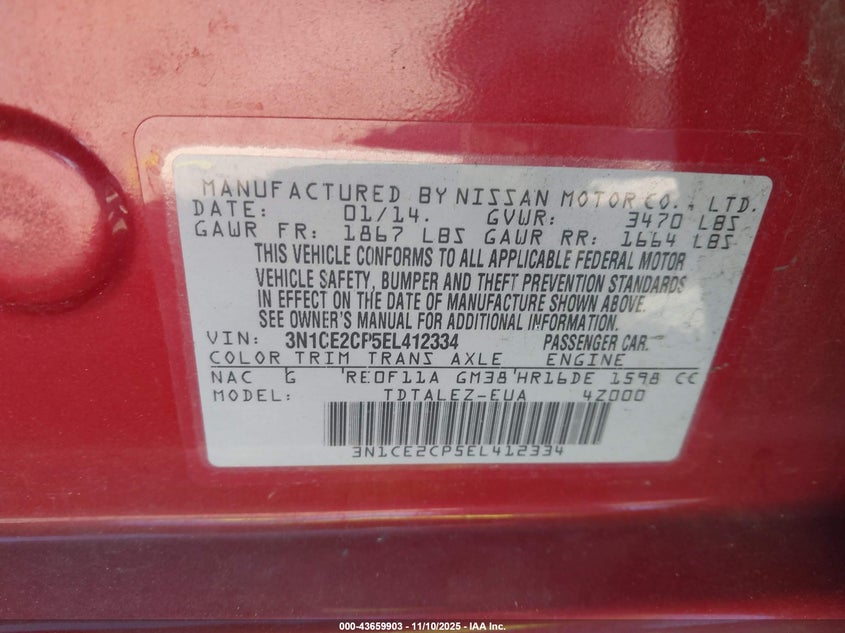 MANUFACTURED BY NISSAN MOTOR CO., LTD.
DATE: 01/14. GVWR: 3470 LBS
GAWR FR: 1867 LBS GAWR RR: 1664 LBS
THIS VEHICLE CONFORMS TO ALL APPLICABLE FEDERAL MOTOR
VEHICLE SAFETY, BUMPER AND THEFT PREVENTION STANDARDS
IN EFFECT ON THE DATE OF MANUFACTURE SHOWN ABOVE.
SEE OWNER'S MANUAL FOR ADDITIONAL INFORMATION.
VIN: 3N1CE2CP5EL412334 PASSENGER CAR.
COLOR TRIM TRANS AXLE ENGINE
NAC G RE0F11A GM38 HR16DE 1598 CC
MODEL: TDTALEZ-EUA 4Z000
3N1CE2CP5EL412334
000-43659903 - 11/10/2025 - IAA Inc.